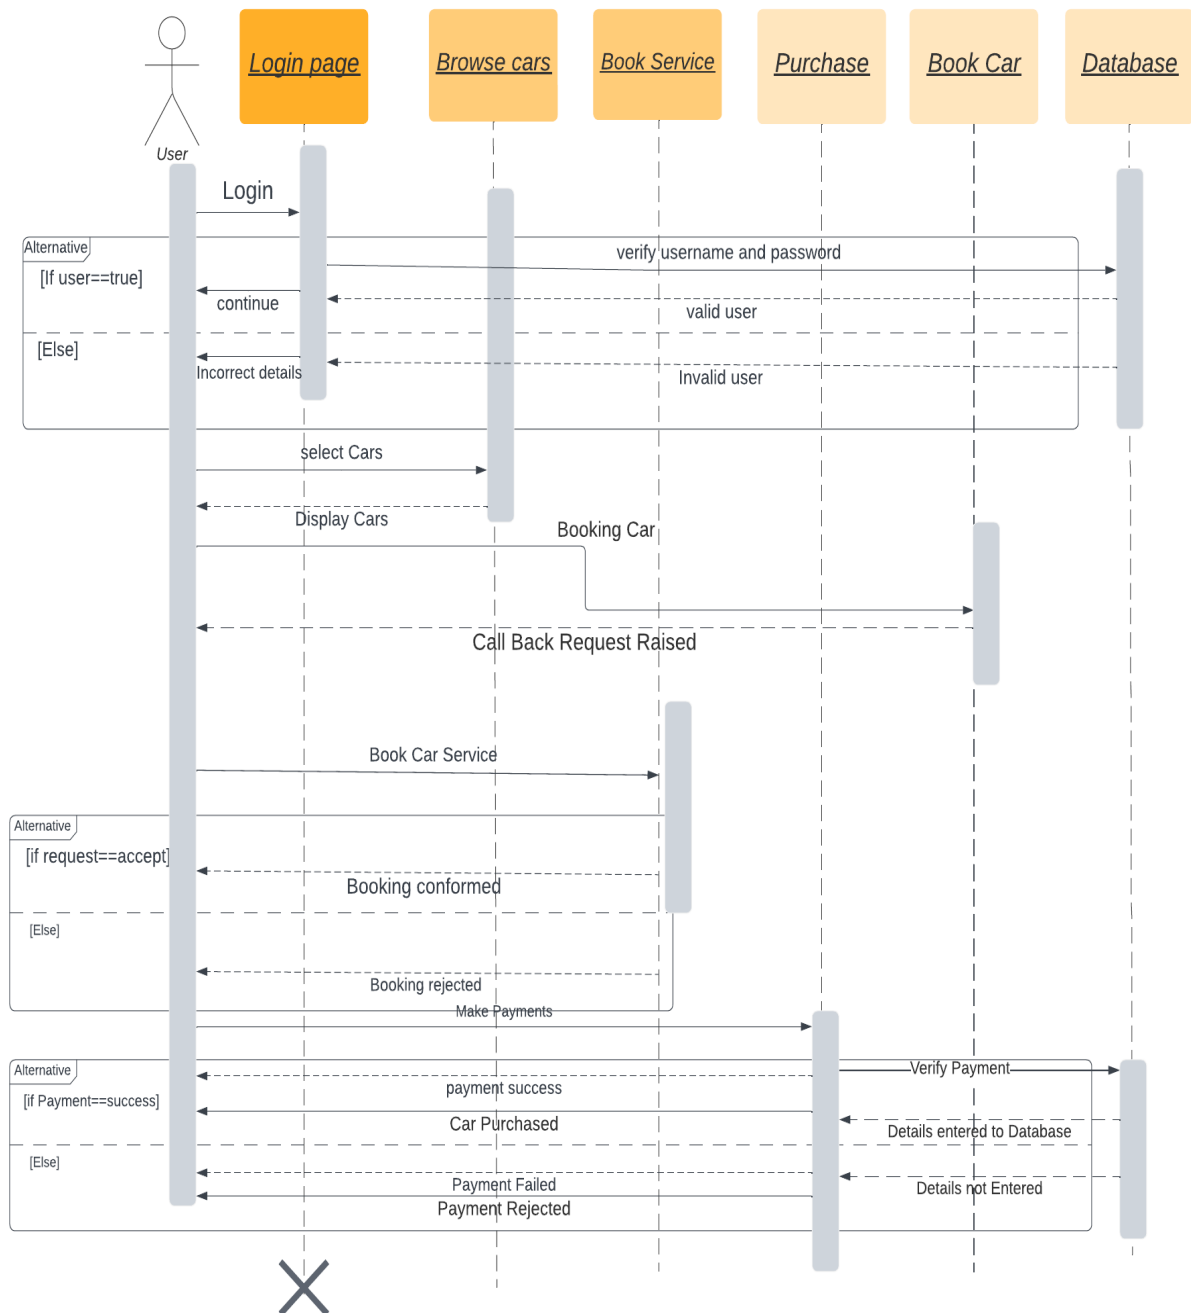 Login page
Browse cars
Book Service
Purchase
Book Car
Database
User
Login
Alternative
verify username and password
[If user==true]
continue
valid user
[Else]
Incorrect details
Invalid user
select Cars
Display Cars
Booking Car
Call Back Request Raised
Book Car Service
Alternative
[if request==accept]
Booking conformed
[Else]
Booking rejected
Make Payments
Alternative
Verify Payment
payment success
[if Payment==success]
Car Purchased
Details entered to Database
[Else]
Payment Failed
Details not Entered
Payment Rejected